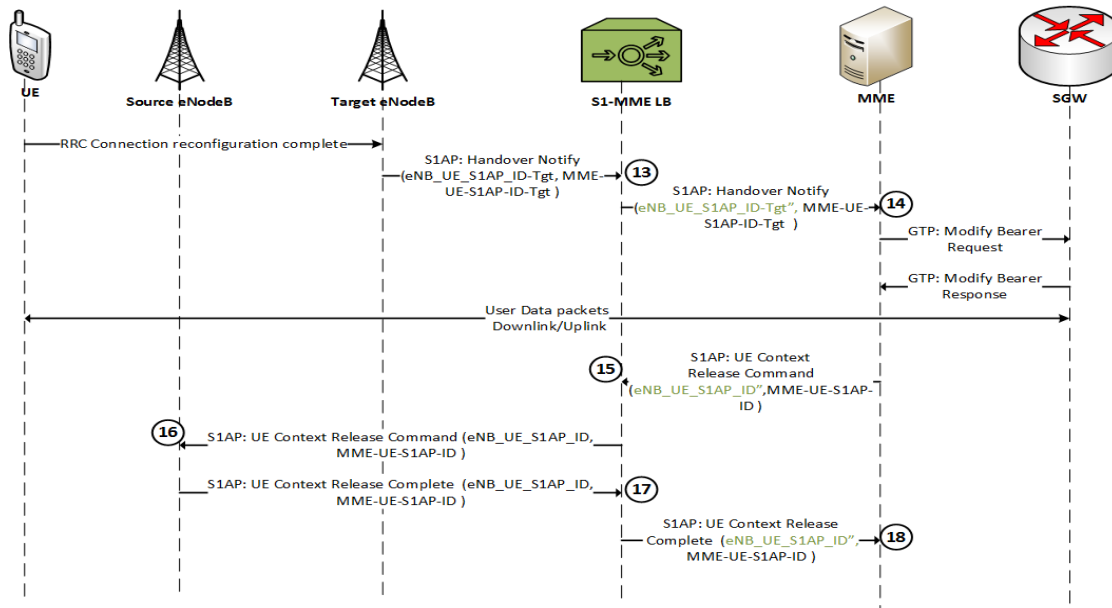 UE
Source eNodeB
Target eNodeB
S1-MME LB
MME
SGW
RRC Connection reconfiguration complete
S1AP: Handover Notify
(eNB_UE_S1AP_ID-Tgt, MME-
UE-S1AP-ID-Tgt )
13
S1AP: Handover Notify
(eNB_UE_S1AP_ID-Tgt”, MME-UE-
S1AP-ID-Tgt )
14
GTP: Modify Bearer
Request
GTP: Modify Bearer
Response
User Data packets
Downlink/Uplink
15
S1AP: UE Context
Release Command
(eNB_UE_S1AP_ID”,MME-UE-S1AP-
ID )
16
S1AP: UE Context Release Command (eNB_UE_S1AP_ID,
MME-UE-S1AP-ID )
S1AP: UE Context Release Complete (eNB_UE_S1AP_ID,
MME-UE-S1AP-ID )
17
S1AP: UE Context Release
Complete (eNB_UE_S1AP_ID”,
MME-UE-S1AP-ID )
18